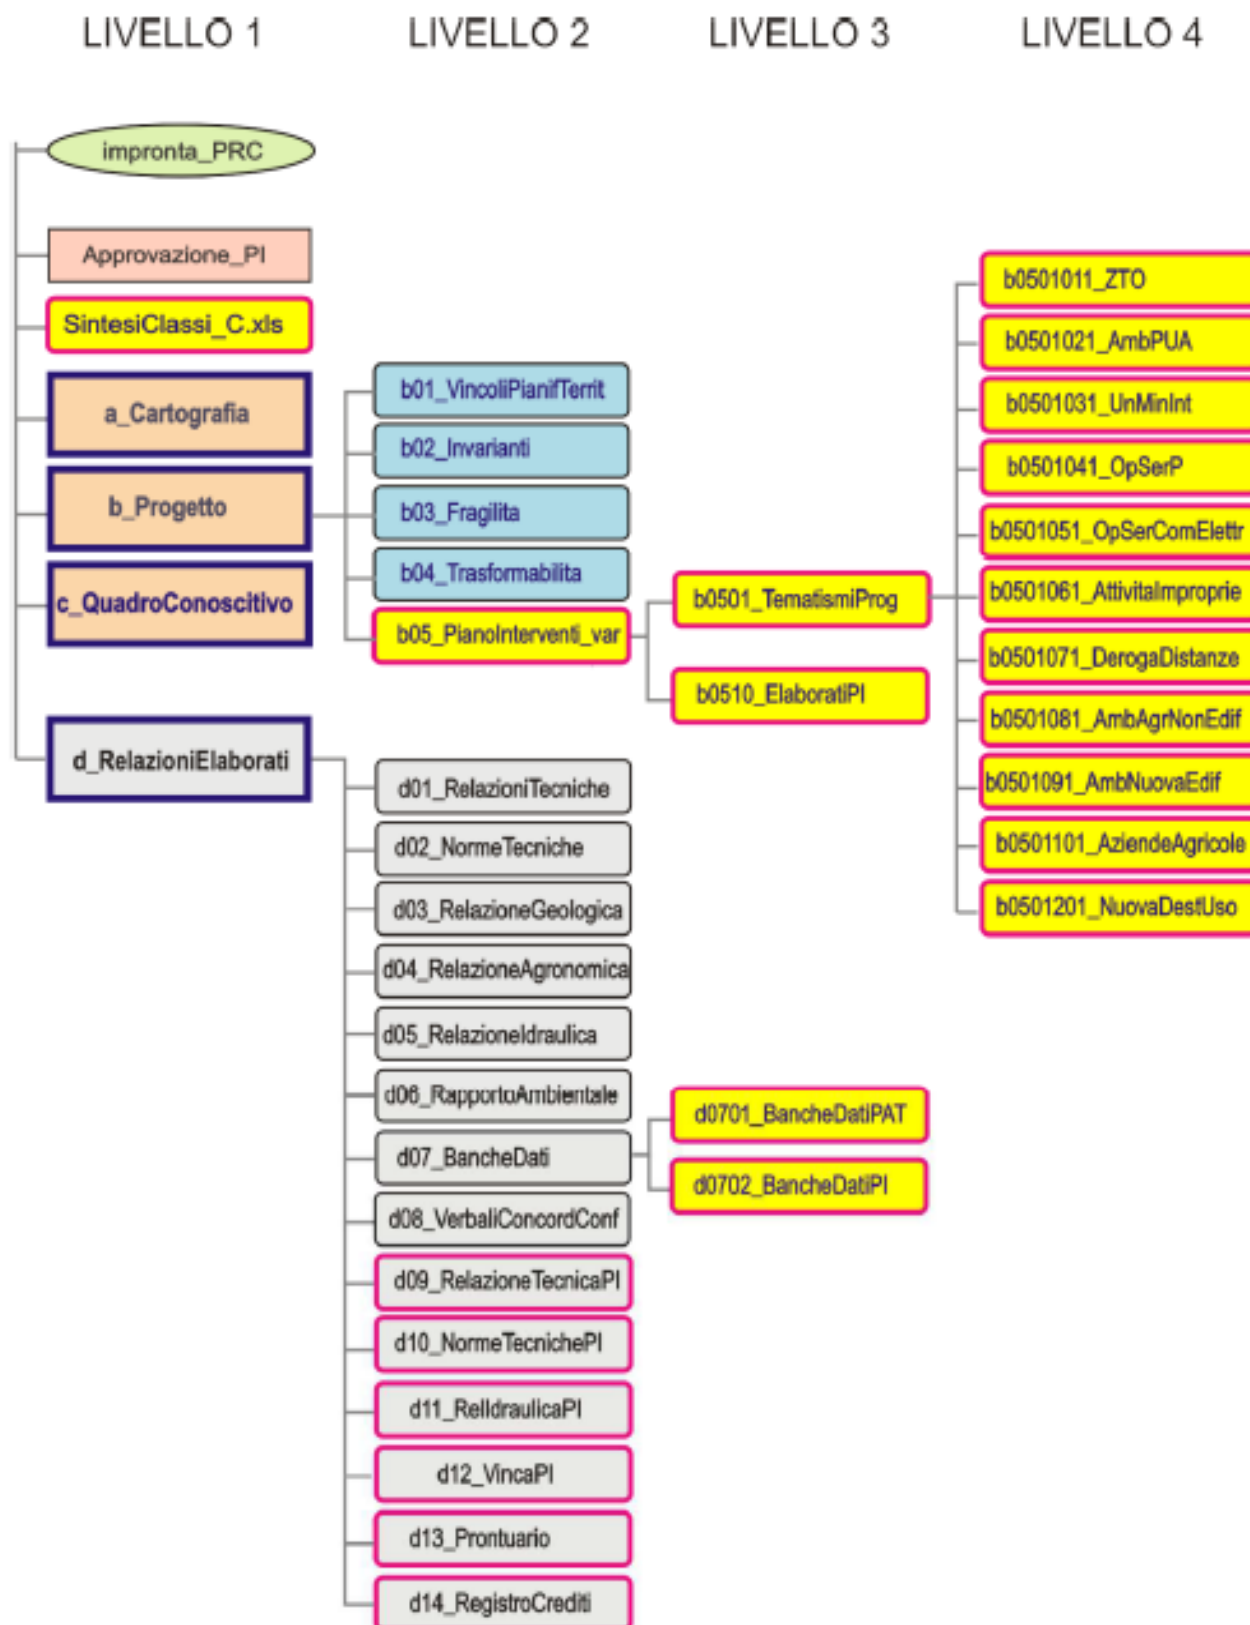 LIVELLO 1
LIVELLO 2
LIVELLO 3
LIVELLO 4
impronta_PRC
Approvazione_PI
SintesiClassi_C.xls
a_Cartografia
b_Progetto
c_QuadroConoscitivo
d_RelazioniElaborati
b01_VincoliPianifTerrit
b02_Invarianti
b03_Fragilita
b04_Trasformabilita
b05_PianoInterventi_var
d01_RelazioniTecniche
d02_NormeTecniche
d03_RelazioneGeologica
d04_RelazioneAgronomica
d05_RelazioneIdraulica
d06_RapportoAmbientale
d07_BancheDati
d08_VerbaliConcordConf
d09_RelazioneTecnicaPI
d10_NormeTecnichePI
d11_RelIdraulicaPI
d12_VincaPI
d13_Prontuario
d14_RegistroCrediti
b0501_TematismiProg
b0510_ElaboratiPI
d0701_BancheDatiPAT
d0702_BancheDatiPI
b0501011_ZTO
b0501021_AmbPUA
b0501031_UnMinInt
b0501041_OpSerP
b0501051_OpSerComElettr
b0501061_AttivitaImproprie
b0501071_DerogaDistanze
b0501081_AmbAgrNonEdif
b0501091_AmbNuovaEdif
b0501101_AziendeAgricole
b0501201_NuovaDestUso